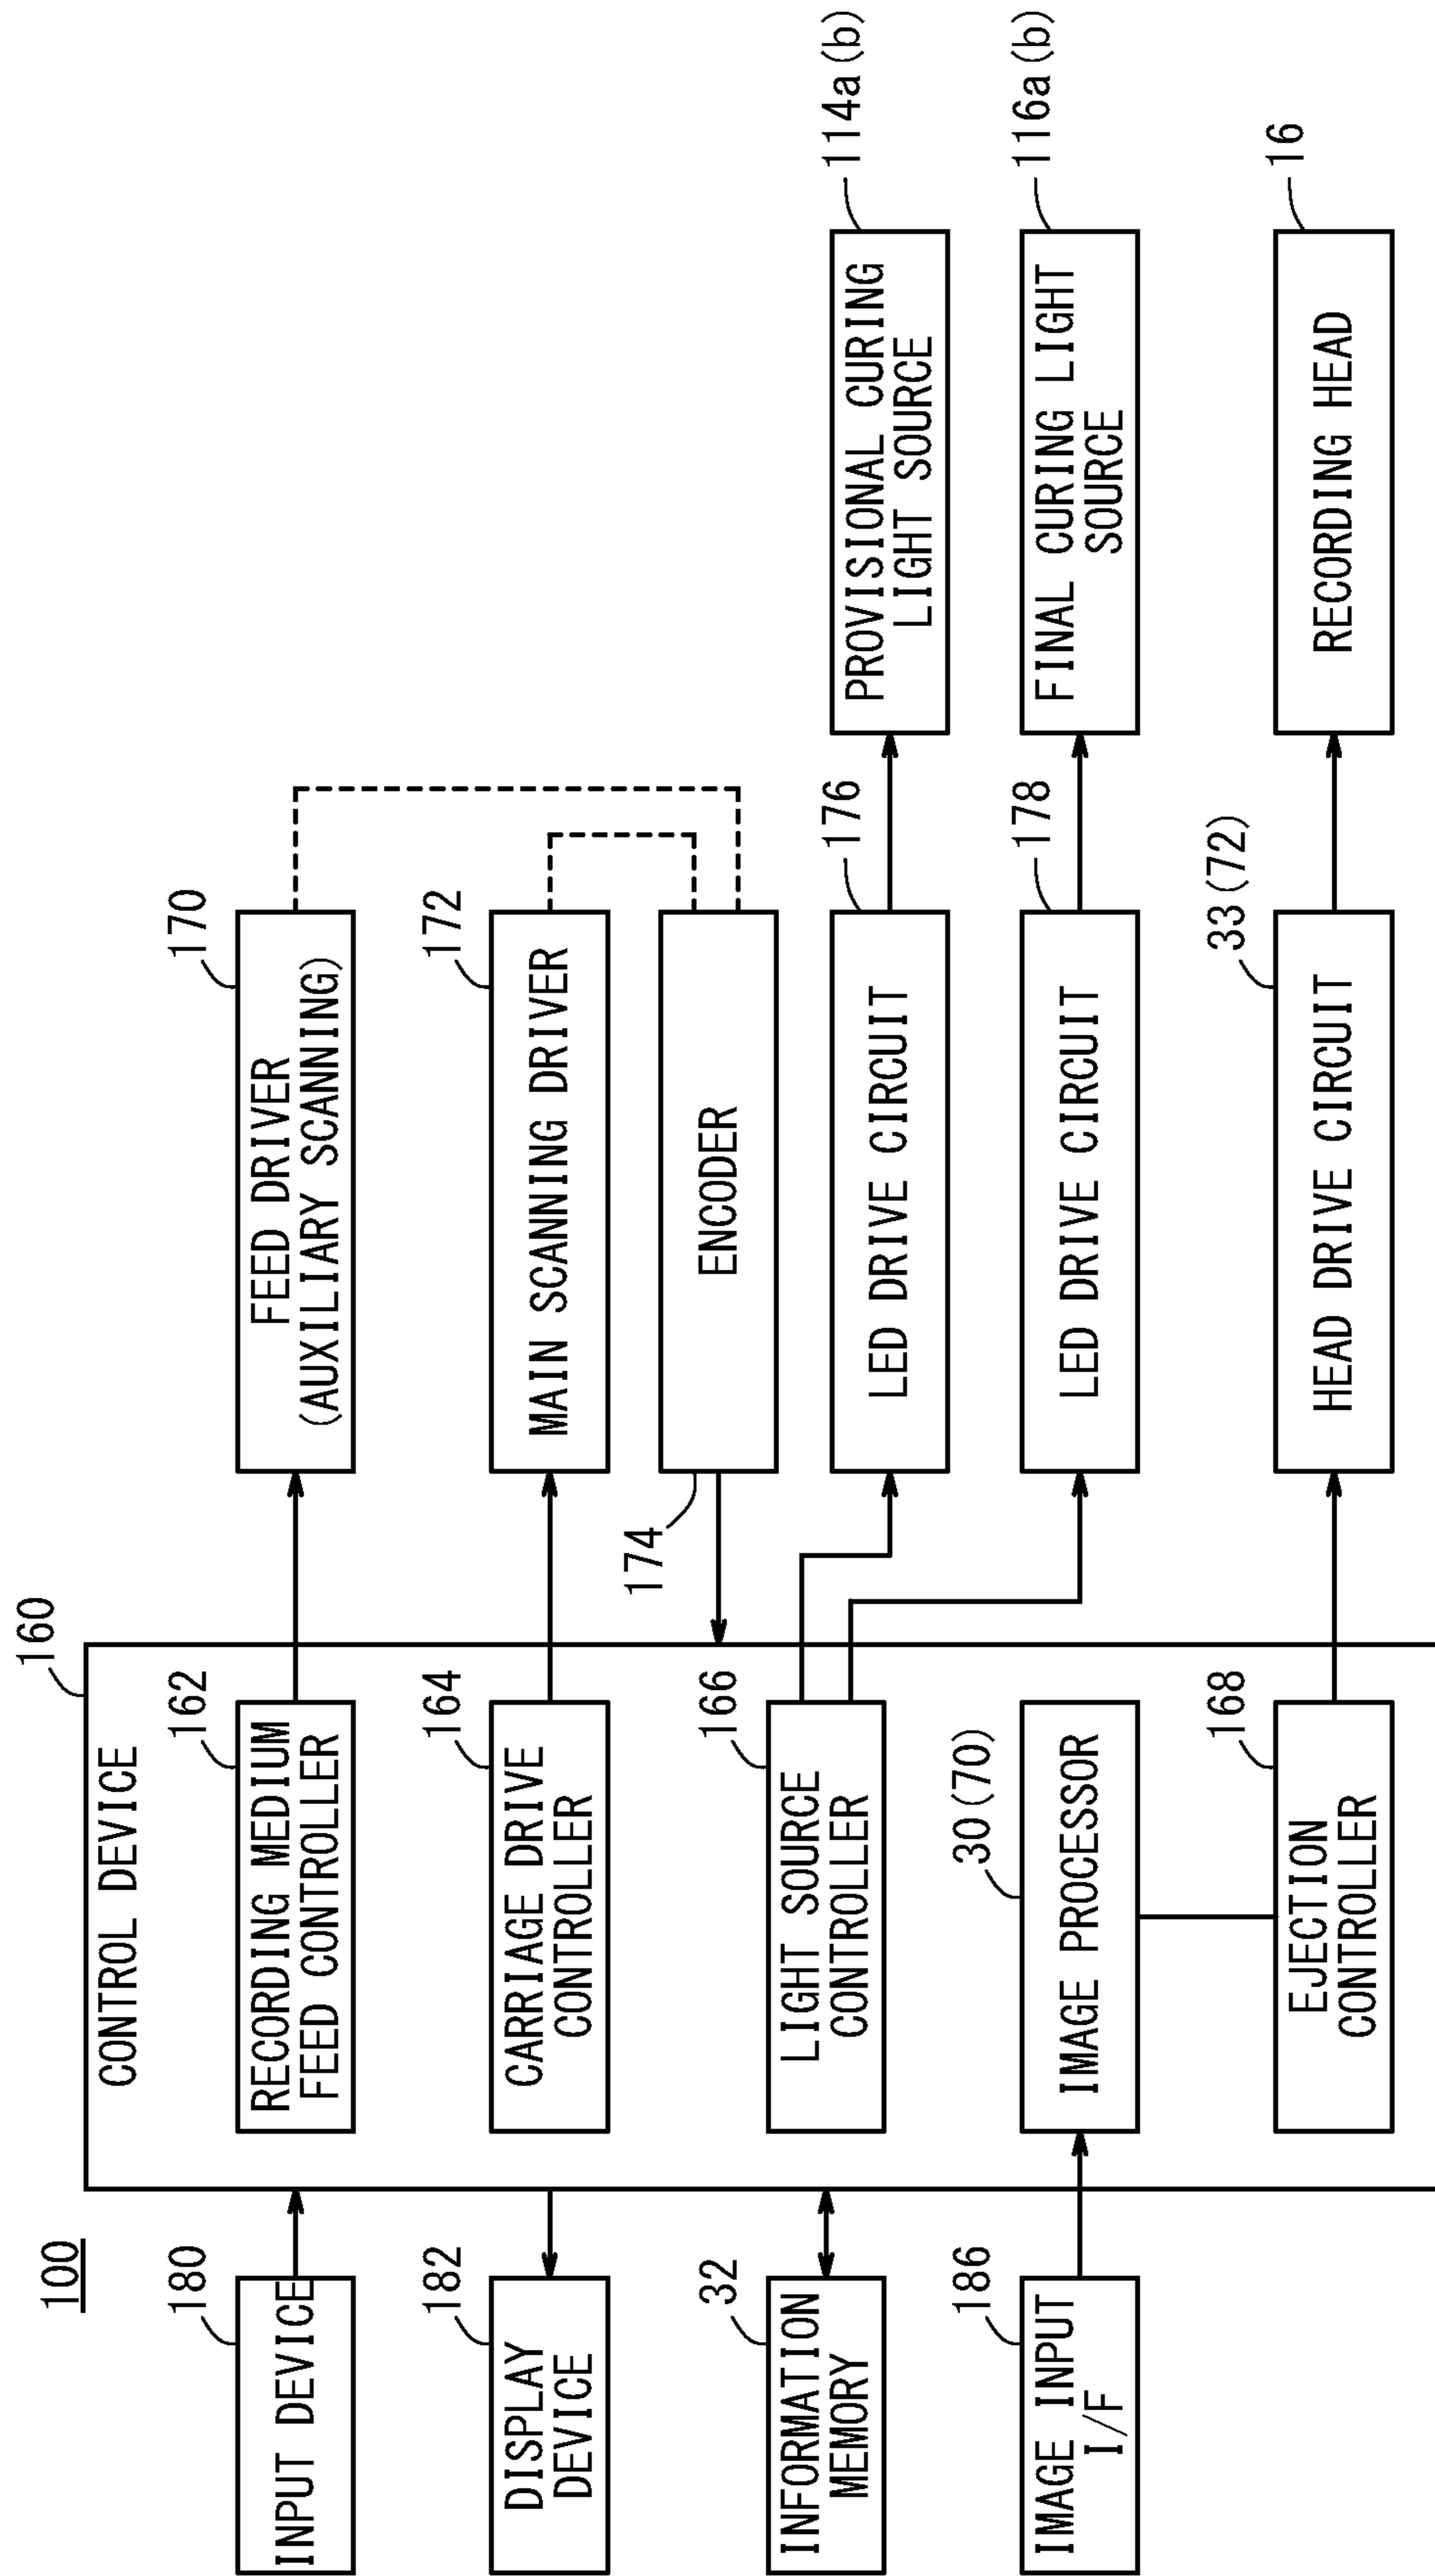 100
160
CONTROL DEVICE
180
INPUT DEVICE
162
RECORDING MEDIUM
FEED CONTROLLER
170
FEED DRIVER
(AUXILIARY SCANNING)
182
DISPLAY
DEVICE
164
CARRIAGE DRIVE
CONTROLLER
172
MAIN SCANNING DRIVER
174
ENCODER
32
INFORMATION
MEMORY
166
LIGHT SOURCE
CONTROLLER
176
LED DRIVE CIRCUIT
114a(b)
PROVISIONAL CURING
LIGHT SOURCE
186
IMAGE INPUT
I/F
30(70)
IMAGE PROCESSOR
178
LED DRIVE CIRCUIT
116a(b)
FINAL CURING LIGHT
SOURCE
168
EJECTION
CONTROLLER
33(72)
HEAD DRIVE CIRCUIT
16
RECORDING HEAD